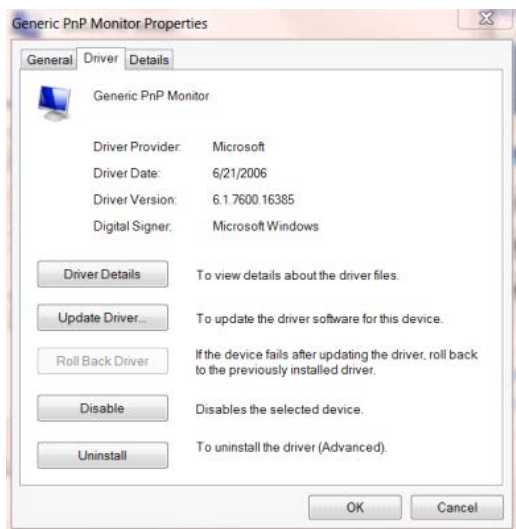 Generic PnP Monitor Properties
General Driver Details
Generic PnP Monitor
Driver Provider: Microsoft
Driver Date: 6/21/2006
Driver Version: 6.1.7600.16385
Digital Signer: Microsoft Windows
Driver Details To view details about the driver files.
Update Driver... To update the driver software for this device.
Roll Back Driver If the device fails after updating the driver, roll back
to the previously installed driver.
Disable Disables the selected device.
Uninstall To uninstall the driver (Advanced).
OK Cancel